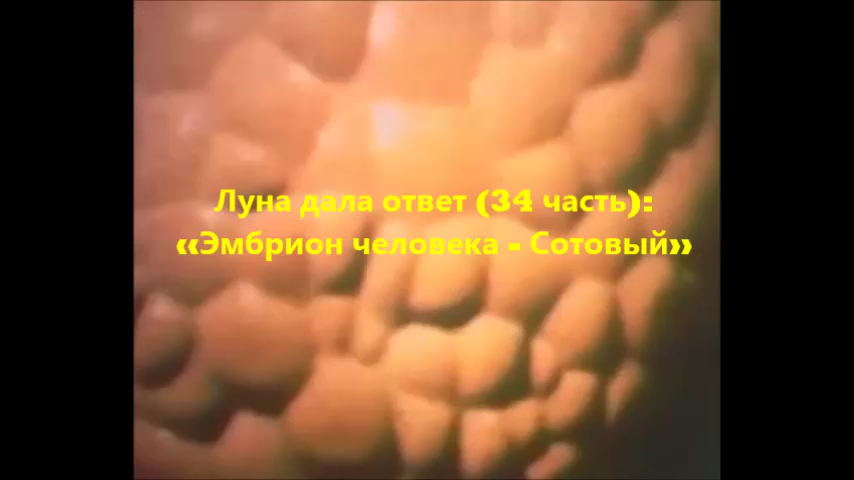 Луна дала ответ (34 часть):
«Эмбрион человека - Сотовый»